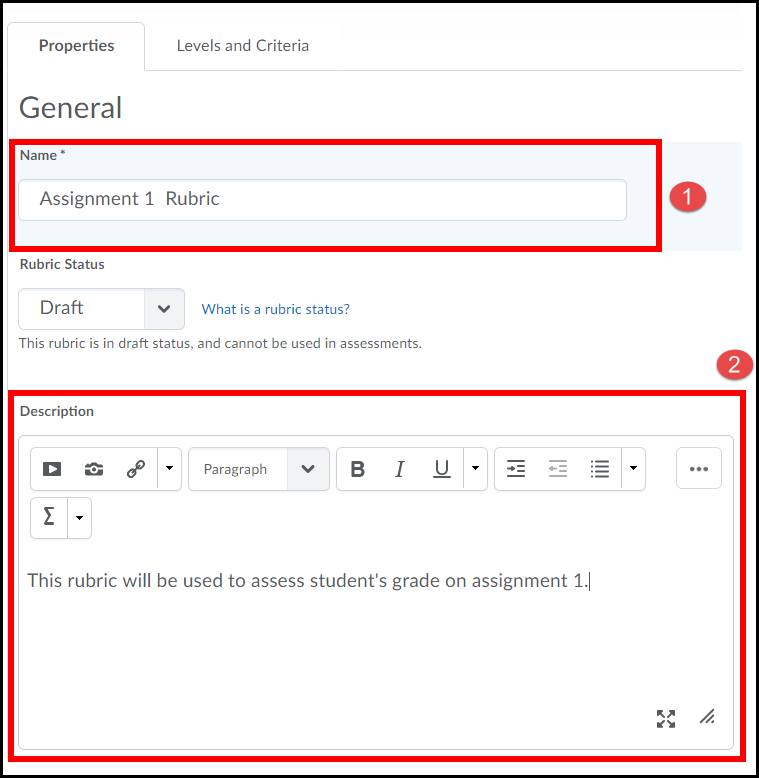 Properties Levels and Criteria
General
Name *
Assignment 1 Rubric
1
Rubric Status
Draft What is a rubric status?
This rubric is in draft status, and cannot be used in assessments.
2
Description
Paragraph B I U
Σ
This rubric will be used to assess student's grade on assignment 1.